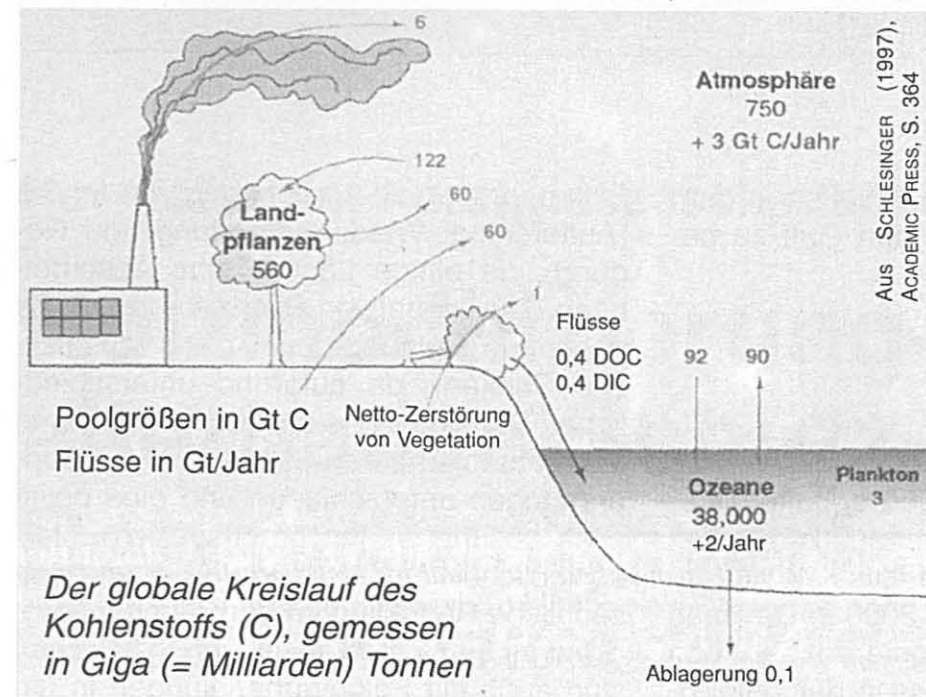 6
Atmosphäre
750
+ 3 Gt C/Jahr
Aus SCHLESINGER (1997),
ACADEMIC PRESS, S. 364
122
60
60
Land-
pflanzen
560
1
Flüsse
0,4 DOC
0,4 DIC
92
90
Poolgrößen in Gt C
Flüsse in Gt/Jahr
Netto-Zerstörung
von Vegetation
Ozeane
38,000
+2/Jahr
Plankton
3
Der globale Kreislauf des
Kohlenstoffs (C), gemessen
in Giga (= Milliarden) Tonnen
Ablagerung 0,1